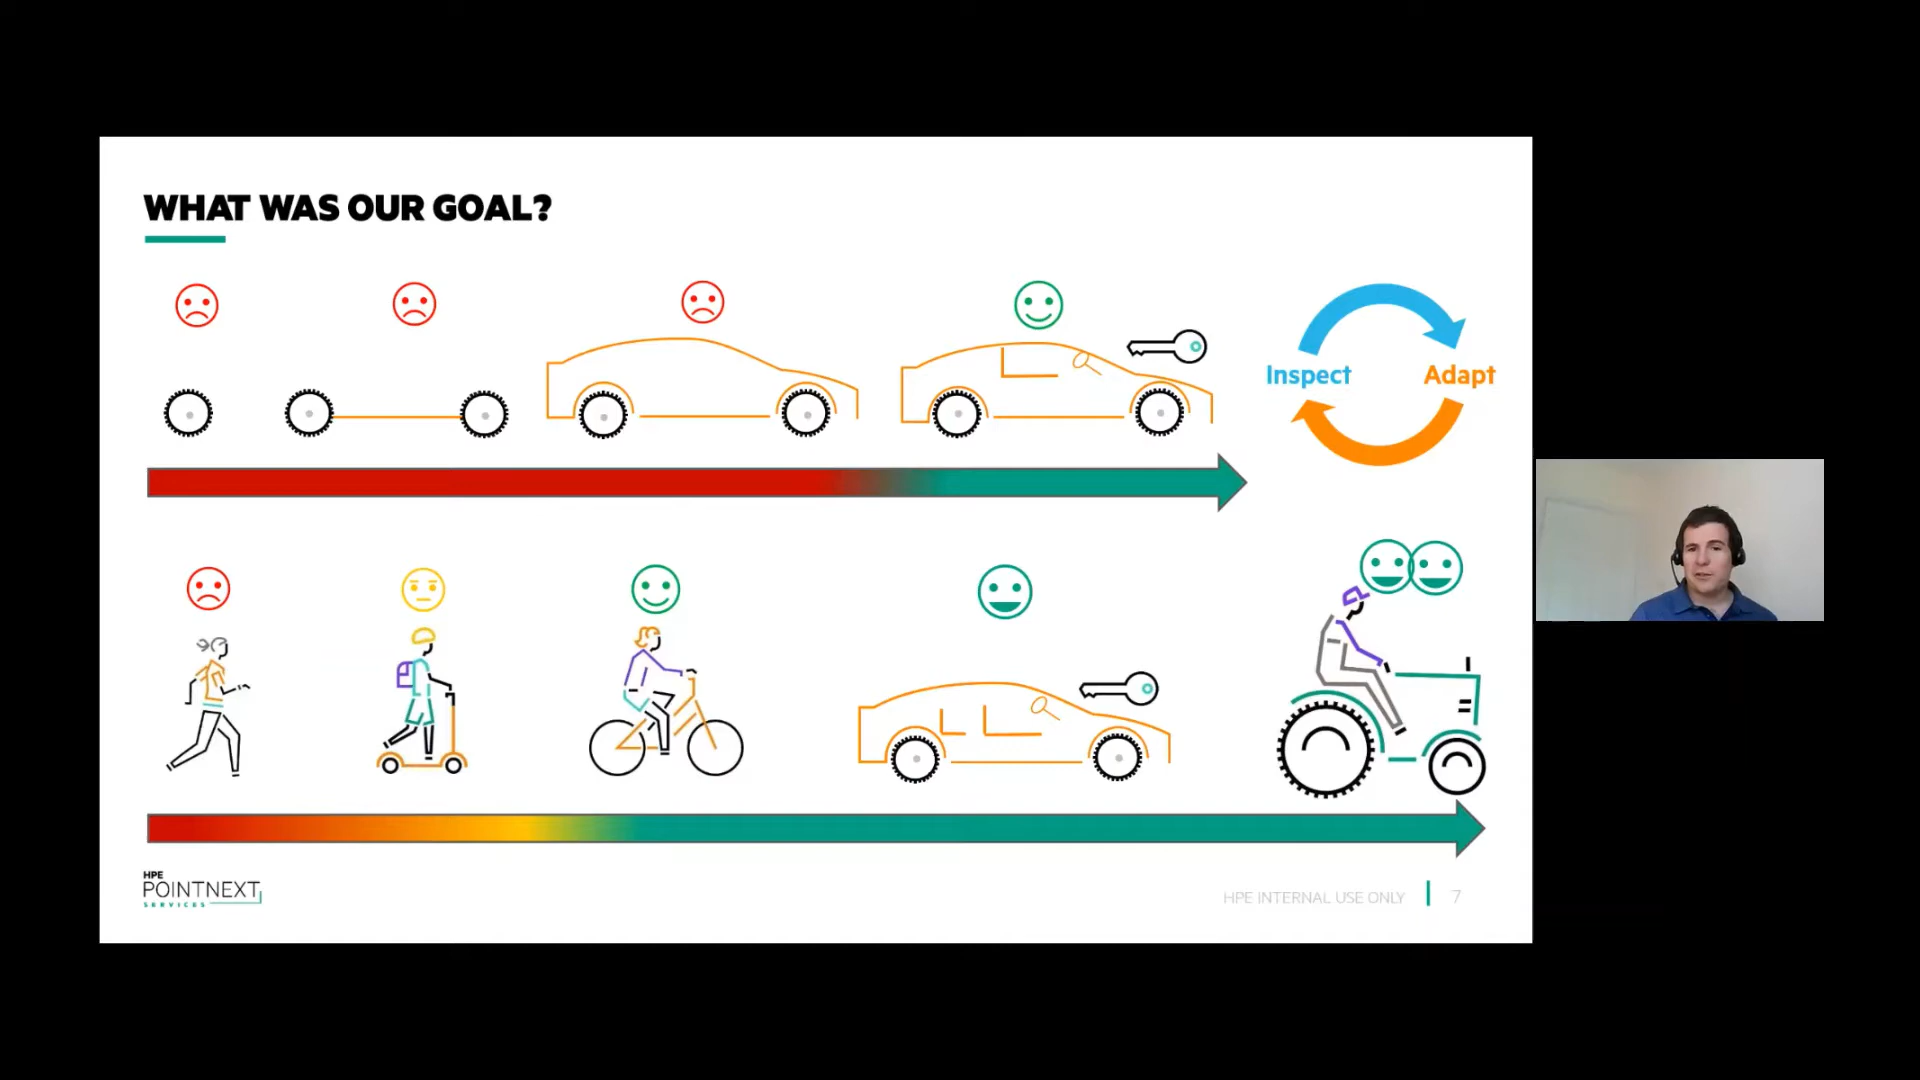 WHAT WAS OUR GOAL?
Inspect
Adapt
HPE
POINTNEXT
SERVICES
HPE INTERNAL USE ONLY
7